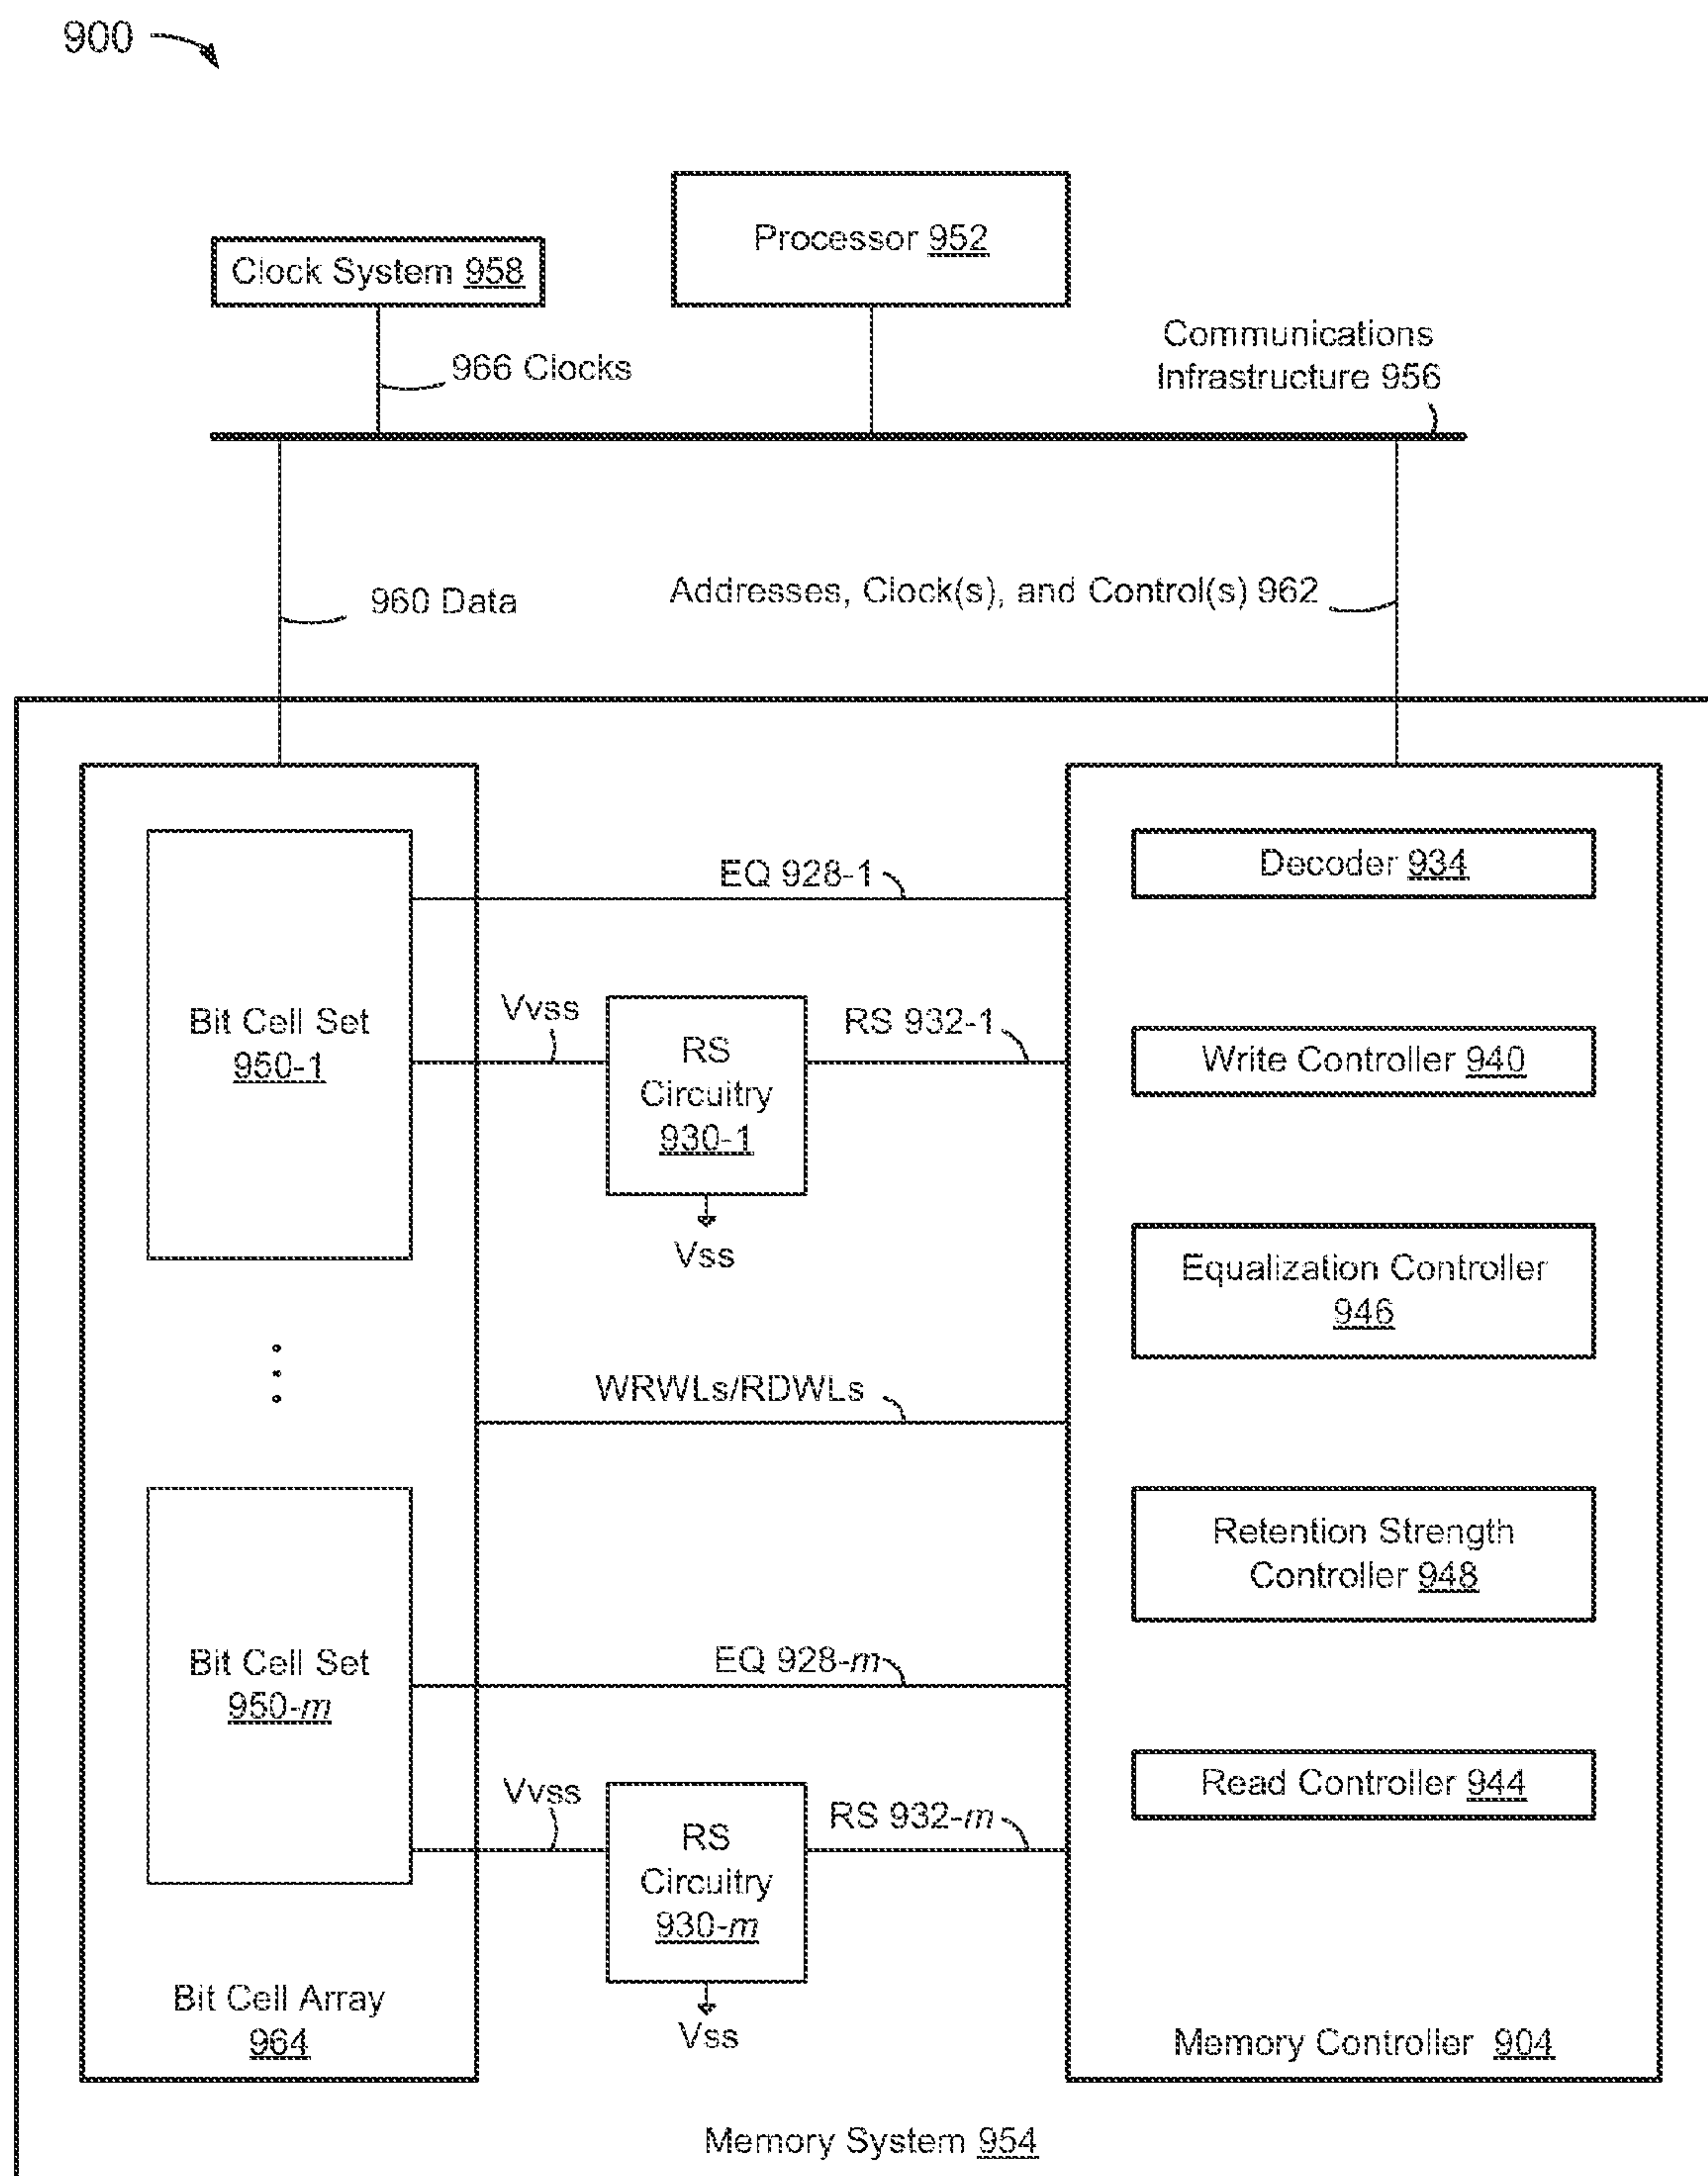 900
Processor 952
Clock System 958
Communications
Infrastructure 956
966 Clocks
960 Data
Addresses, Clock(s), and Control(s) 962
EQ 928-1
Decoder 934
Bit Cell Set
950-1
Vvss
RS
Circuitry
930-1
RS 932-1
Vss
Write Controller 940
Equalization Controller
946
WRWLs/RDWLs
Retention Strength
Controller 948
Bit Cell Set
950-m
EQ 928-m
Vvss
RS
Circuitry
930-m
RS 932-m
Vss
Read Controller 944
Bit Cell Array
964
Memory Controller 904
Memory System 954